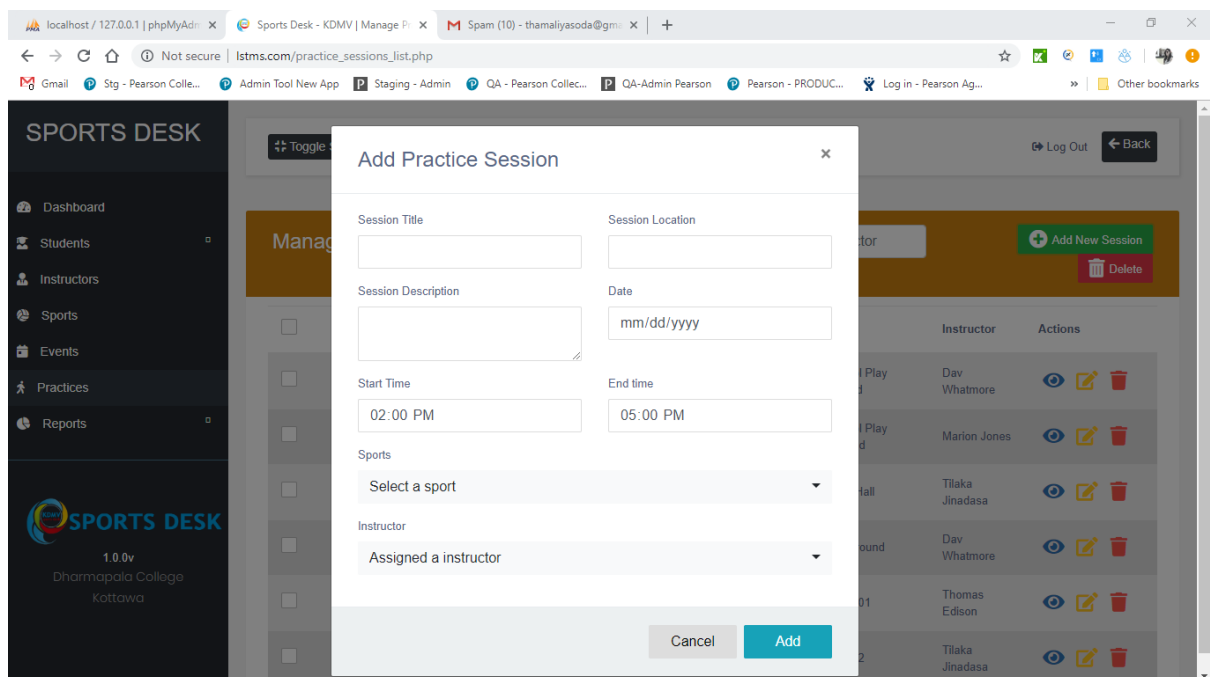 localhost / 127.0.0.1 | phpMyAdn
Sports Desk - KDMV | Manage Pr
Spam (10) - thamaliyasoda@gma
Not secure | lstms.com/practice_sessions_list.php
Gmail
Stg - Pearson Colle...
Admin Tool New App
Staging - Admin
QA - Pearson Collec...
QA-Admin Pearson
Pearson - PRODUC...
Log in - Pearson Ag...
»
Other bookmarks
SPORTS DESK
Toggle
Log Out
Back
Dashboard
Students
Instructors
Sports
Events
Practices
Reports
KDMV
SPORTS DESK
1.0.0v
Dharmapala College
Kottawa
Manag
ctor
Add New Session
Delete
Add Practice Session
×
Session Title
Session Location
Session Description
Date
mm/dd/yyyy
Start Time
End time
02:00 PM
05:00 PM
Sports
Select a sport
Instructor
Assigned a instructor
Cancel
Add
Instructor
Actions
l Play
d
Dav
Whatmore
l Play
d
Marion Jones
Hall
Tilaka
Jinadasa
ound
Dav
Whatmore
01
Thomas
Edison
2
Tilaka
Jinadasa